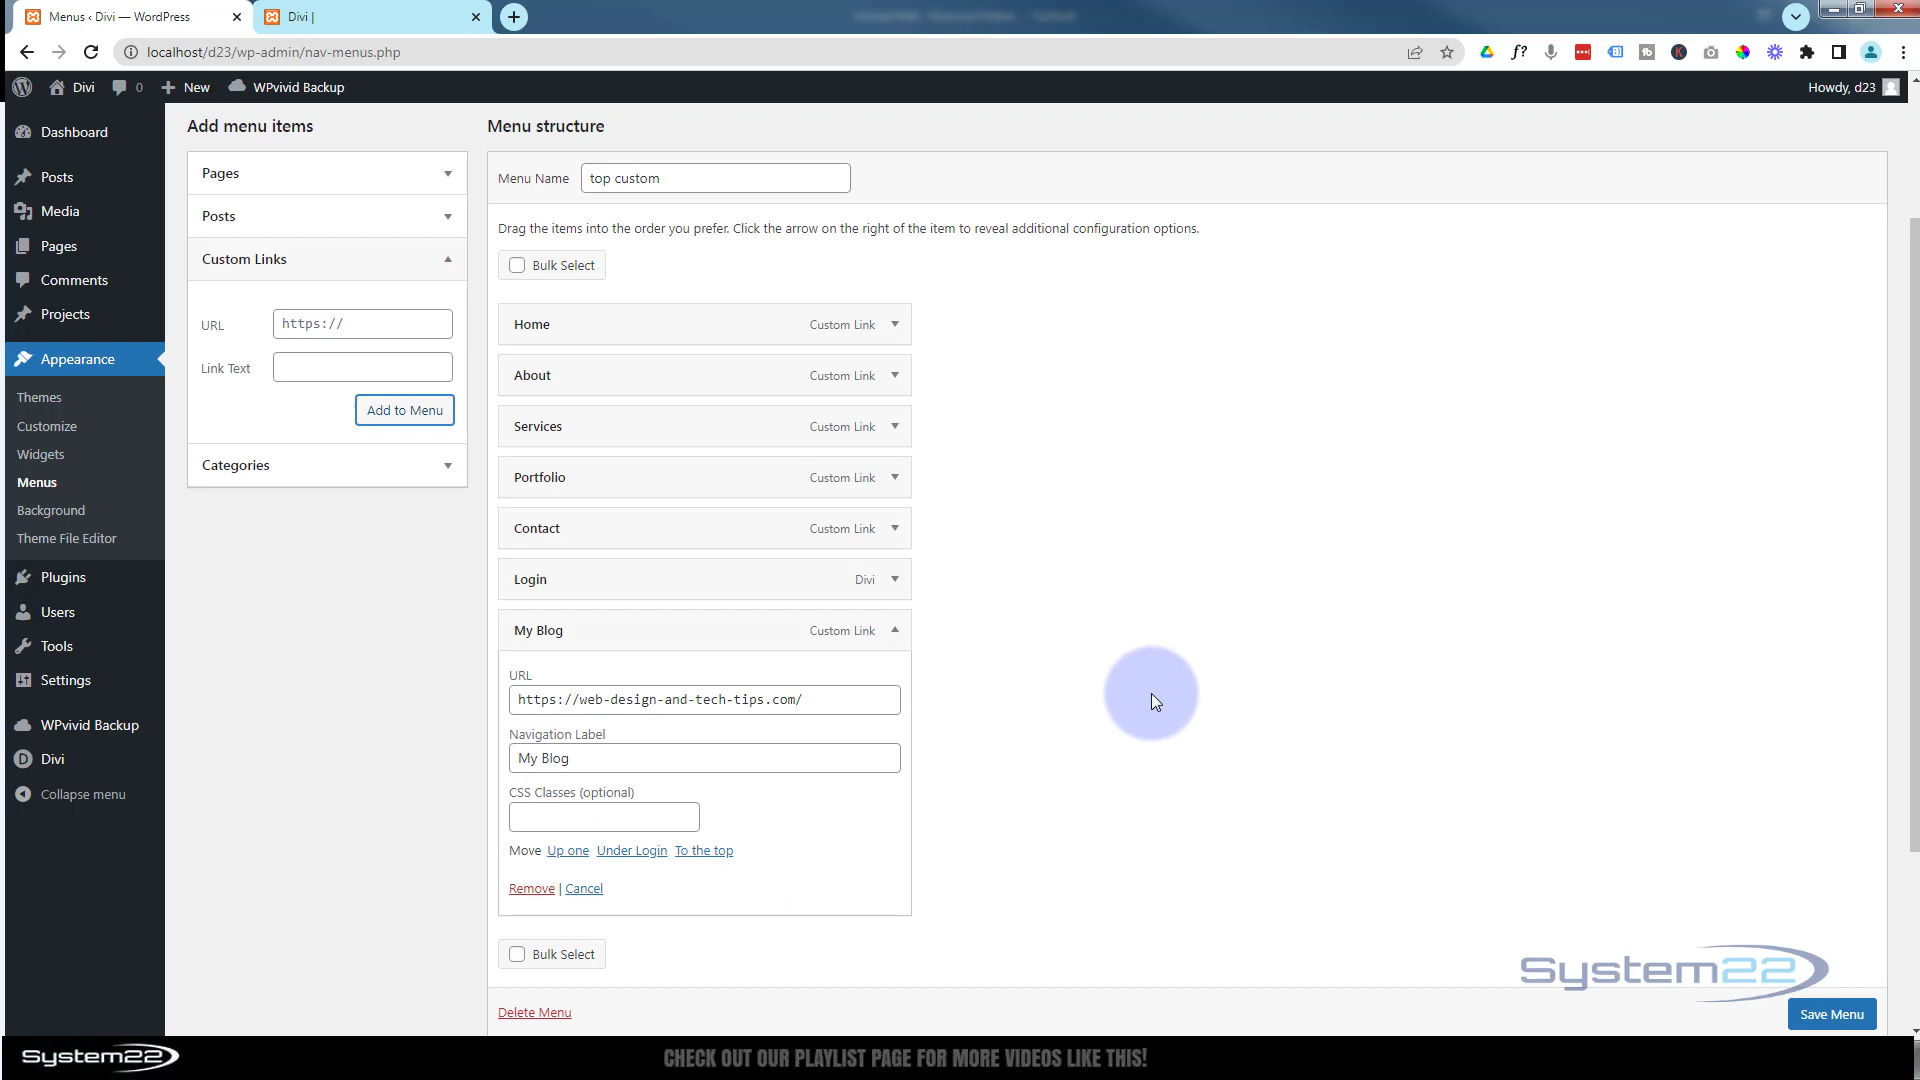 Menus ‹ Divi — WordPress
Divi |
localhost/d23/wp-admin/nav-menus.php
Divi
0
New
WPvivid Backup
Howdy, d23
Dashboard
Posts
Media
Pages
Comments
Projects
Appearance
Themes
Customize
Widgets
Menus
Background
Theme File Editor
Plugins
Users
Tools
Settings
WPvivid Backup
Divi
Collapse menu
Add menu items
Pages
Posts
Custom Links
URL
https://
Link Text
Add to Menu
Categories
Menu structure
Menu Name
top custom
Drag the items into the order you prefer. Click the arrow on the right of the item to reveal additional configuration options.
Bulk Select
Home Custom Link
About Custom Link
Services Custom Link
Portfolio Custom Link
Contact Custom Link
Login Divi
My Blog Custom Link
URL
https://web-design-and-tech-tips.com/
Navigation Label
My Blog
CSS Classes (optional)
Move Up one Under Login To the top
Remove | Cancel
Bulk Select
Delete Menu
Save Menu
System22
System22
CHECK OUT OUR PLAYLIST PAGE FOR MORE VIDEOS LIKE THIS!